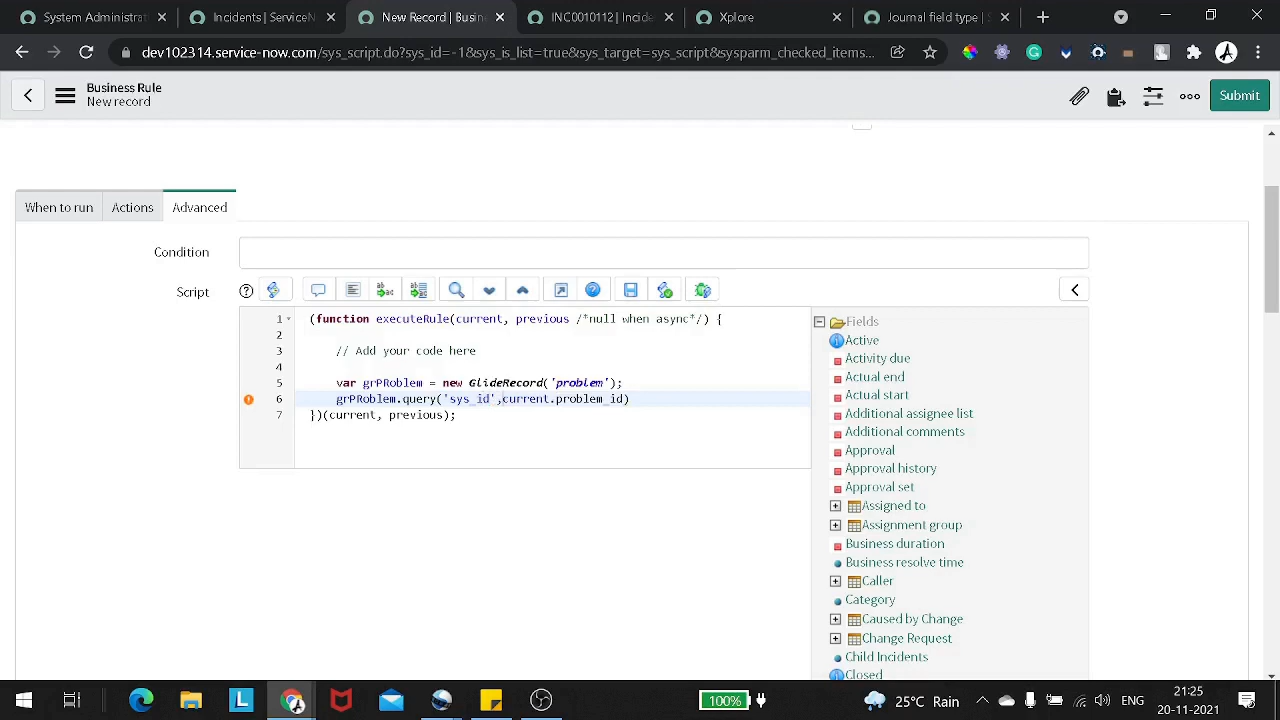 System Administrat
Incidents | ServiceN
New Record | Busine
INC0010112 | Incide
Xplore
Journal field type | S
dev102314.service-now.com/sys_script.do?sys_id=-1&sys_is_list=true&sys_target=sys_script&sysparm_checked_items...
Business Rule
New record
Submit
When to run
Actions
Advanced
Condition
Script
1 (function executeRule(current, previous /*null when async*/) {
2
3 // Add your code here
4
5 var grPRoblem = new GlideRecord('problem');
6 grPRoblem.query('sys_id',current.problem_id)
7 })(current, previous);
Fields
Active
Activity due
Actual end
Actual start
Additional assignee list
Additional comments
Approval
Approval history
Approval set
Assigned to
Assignment group
Business duration
Business resolve time
Caller
Category
Caused by Change
Change Request
Child Incidents
Closed
100%
25°C Rain
ENG
21:25
20-11-2021